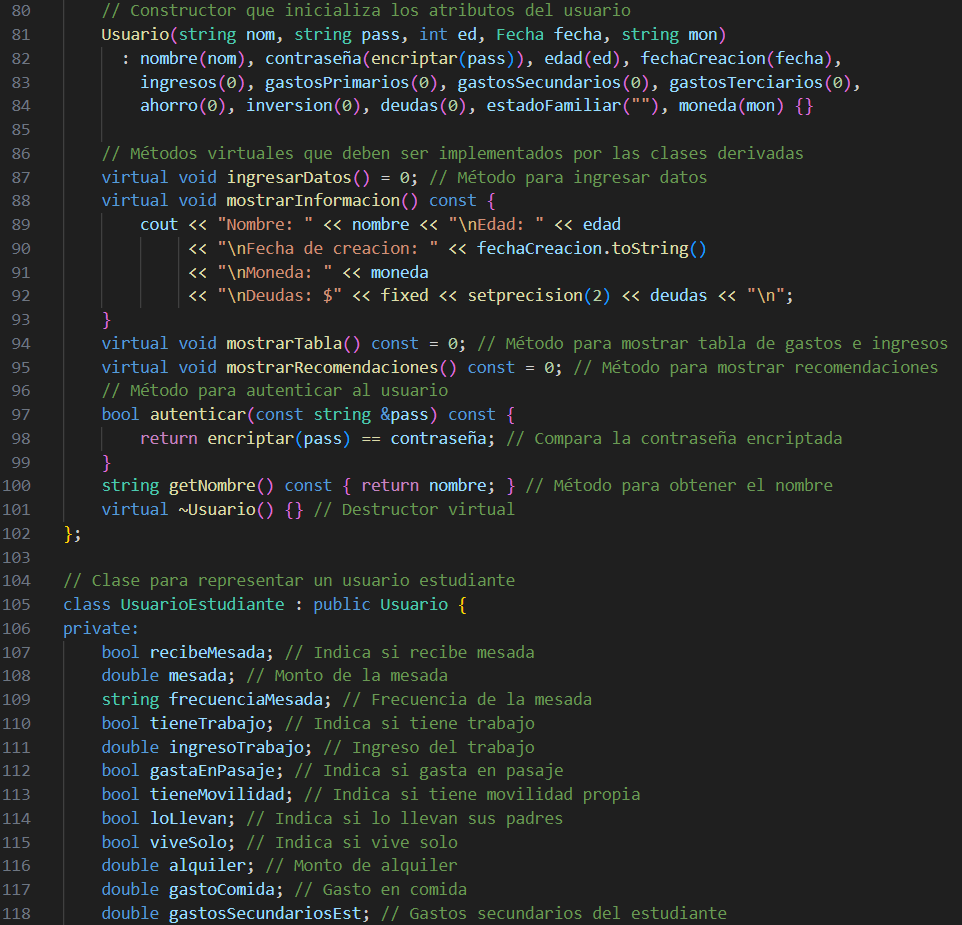 80 // Constructor que inicializa los atributos del usuario
81 Usuario(string nom, string pass, int ed, Fecha fecha, string mon)
82 : nombre(nom), contraseña(encriptar(pass)), edad(ed), fechaCreacion(fecha),
83 ingresos(0), gastosPrimarios(0), gastosSecundarios(0), gastosTerciarios(0),
84 ahorro(0), inversion(0), deudas(0), estadoFamiliar(""), moneda(mon) {}
85
86 // Métodos virtuales que deben ser implementados por las clases derivadas
87 virtual void ingresarDatos() = 0; // Método para ingresar datos
88 virtual void mostrarInformacion() const {
89 cout << "Nombre: " << nombre << "\nEdad: " << edad
90 << "\nFecha de creacion: " << fechaCreacion.toString()
91 << "\nMoneda: " << moneda
92 << "\nDeudas: $" << fixed << setprecision(2) << deudas << "\n";
93 }
94 virtual void mostrarTabla() const = 0; // Método para mostrar tabla de gastos e ingresos
95 virtual void mostrarRecomendaciones() const = 0; // Método para mostrar recomendaciones
96 // Método para autenticar al usuario
97 bool autenticar(const string &pass) const {
98 return encriptar(pass) == contraseña; // Compara la contraseña encriptada
99 }
100 string getNombre() const { return nombre; } // Método para obtener el nombre
101 virtual ~Usuario() {} // Destructor virtual
102 };
103
104 // Clase para representar un usuario estudiante
105 class UsuarioEstudiante : public Usuario {
106 private:
107 bool recibeMesada; // Indica si recibe mesada
108 double mesada; // Monto de la mesada
109 string frecuenciaMesada; // Frecuencia de la mesada
110 bool tieneTrabajo; // Indica si tiene trabajo
111 double ingresoTrabajo; // Ingreso del trabajo
112 bool gastaEnPasaje; // Indica si gasta en pasaje
113 bool tieneMovilidad; // Indica si tiene movilidad propia
114 bool loLlevan; // Indica si lo llevan sus padres
115 bool viveSolo; // Indica si vive solo
116 double alquiler; // Monto de alquiler
117 double gastoComida; // Gasto en comida
118 double gastosSecundariosEst; // Gastos secundarios del estudiante